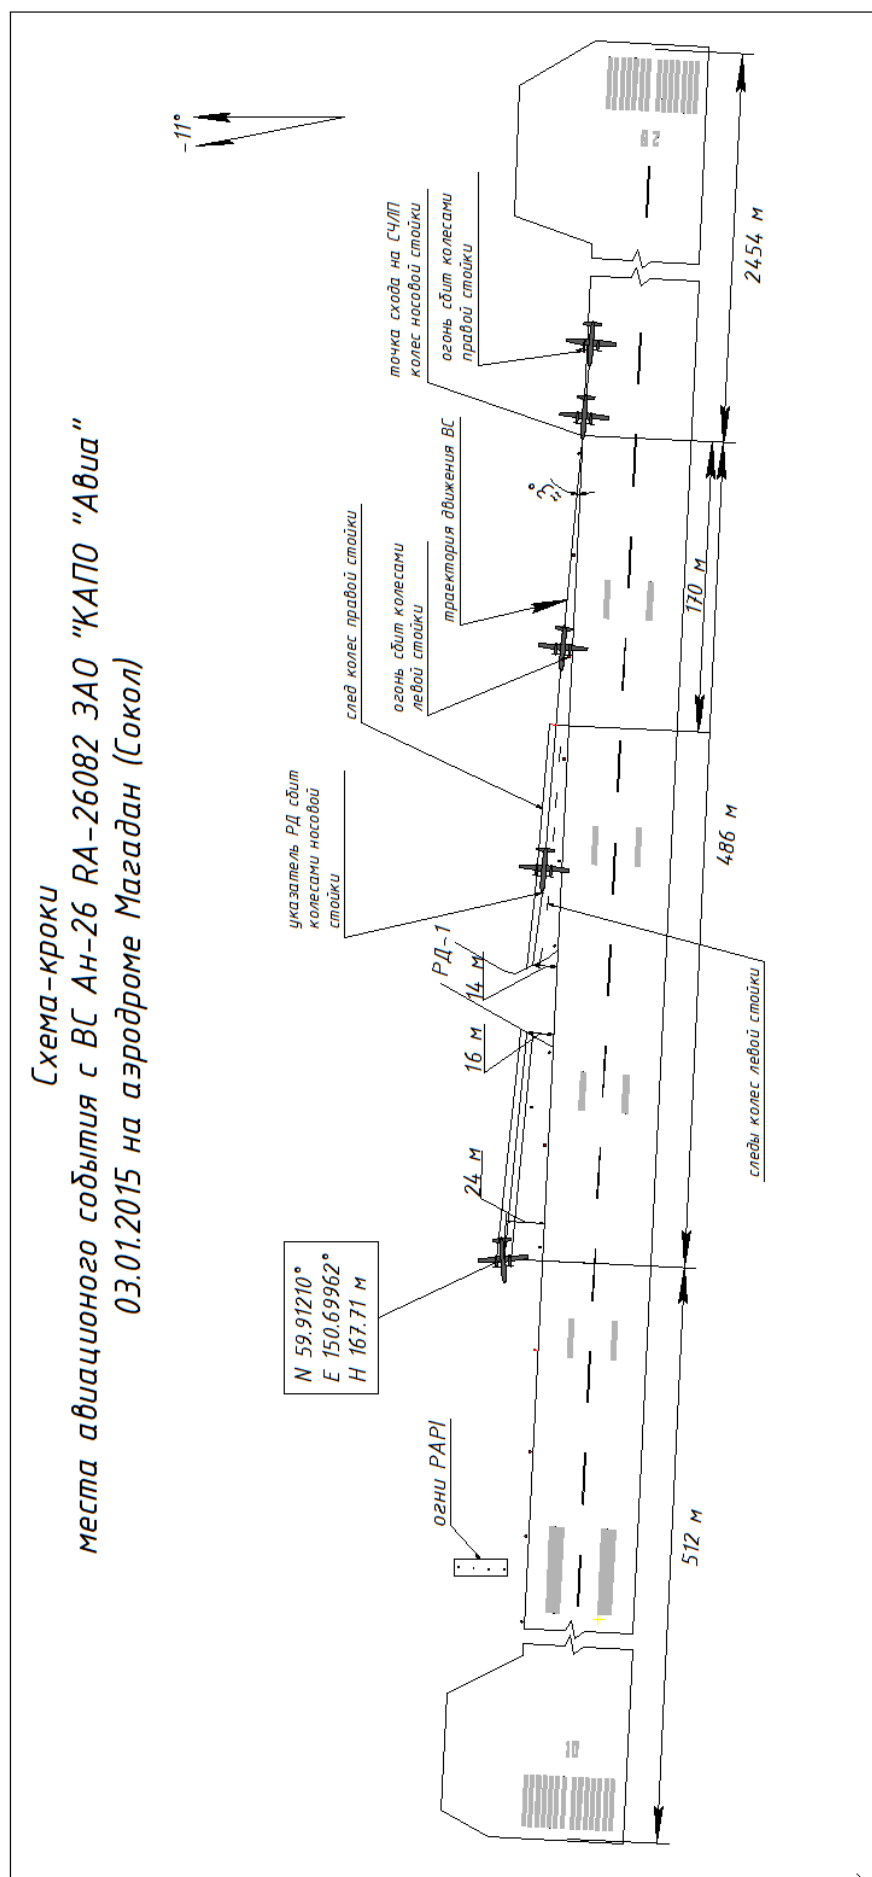 Схема-кроки
места авиационого события с ВС Ан-26 RA-26082 ЗАО "КАПО "Авиа"
03.01.2015 на аэродроме Магадан (Сокол)
-11°
N 59.91210°
E 150.69962°
H 167.71 м
огни PAPI
24 м
16 м
РД-1
14 м
указатель РД сбит
колесами носовой
стойки
след колес правой стойки
огонь сбит колесами
левой стойки
траектория движения ВС
точка схода на СЧЛП
колес носовой стойки
огонь сбит колесами
правой стойки
3°
следы колес левой стойки
10
28
512 м
486 м
170 м
2454 м